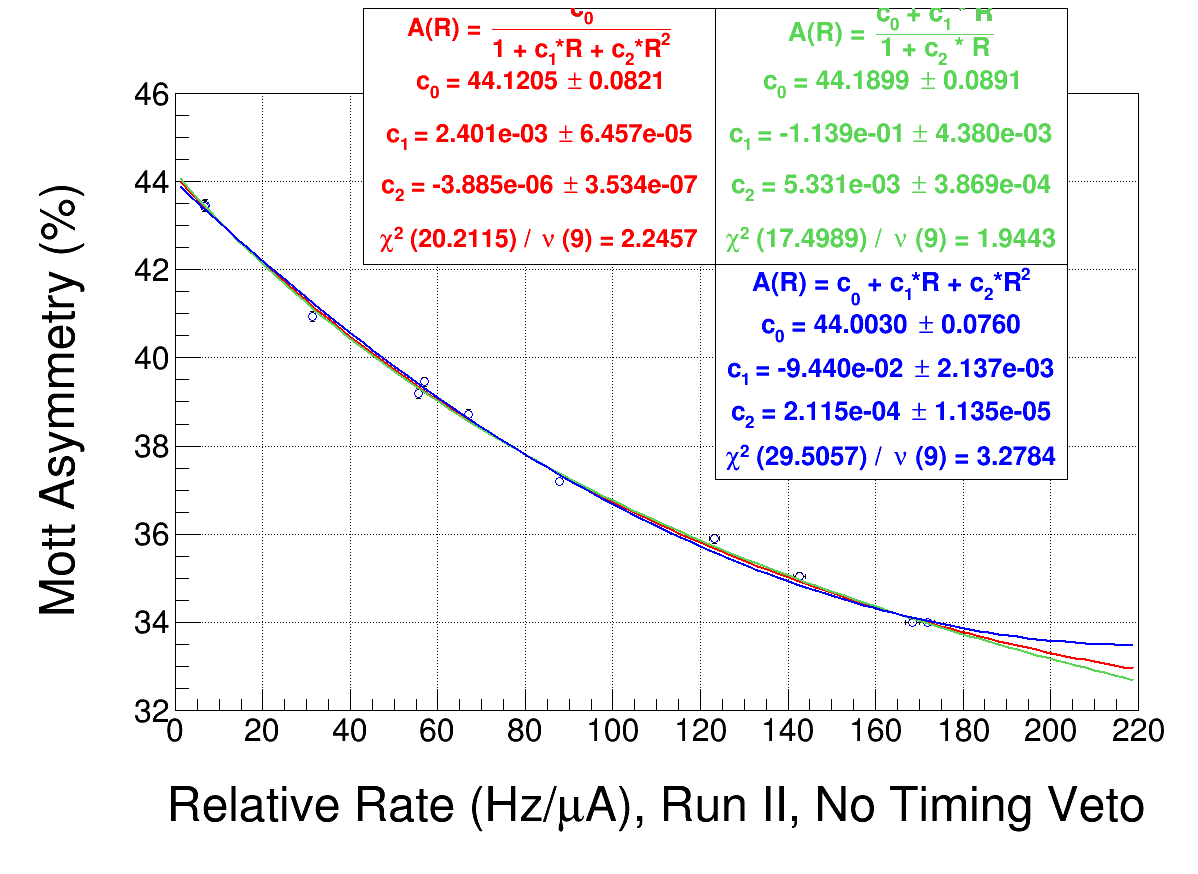 A(R) = c₀ / 1 + c₁*R + c₂*R²
c₀ = 44.1205 ± 0.0821
c₁ = 2.401e-03 ± 6.457e-05
c₂ = -3.885e-06 ± 3.534e-07
χ² (20.2115) / ν (9) = 2.2457
A(R) = c₀ + c₁ * R / 1 + c₂ * R
c₀ = 44.1899 ± 0.0891
c₁ = -1.139e-01 ± 4.380e-03
c₂ = 5.331e-03 ± 3.869e-04
χ² (17.4989) / ν (9) = 1.9443
A(R) = c₀ + c₁*R + c₂*R²
c₀ = 44.0030 ± 0.0760
c₁ = -9.440e-02 ± 2.137e-03
c₂ = 2.115e-04 ± 1.135e-05
χ² (29.5057) / ν (9) = 3.2784
Mott Asymmetry (%)
46
44
42
40
38
36
34
32
0 20 40 60 80 100 120 140 160 180 200 220
Relative Rate (Hz/μA), Run II, No Timing Veto